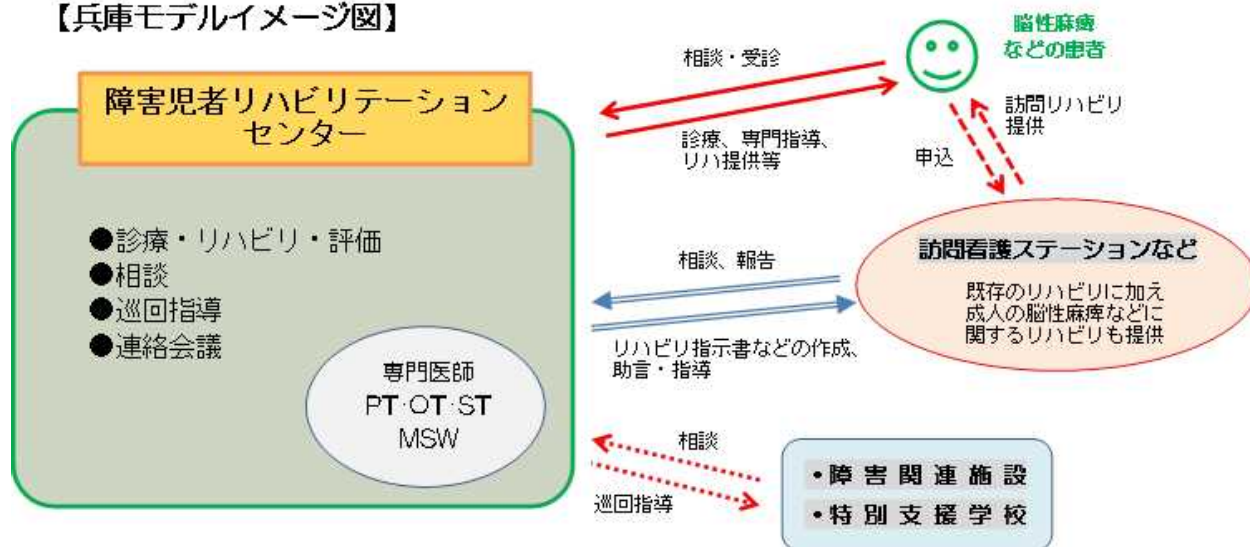 【兵庫モデルイメージ図】
障害児者リハビリテーション
センター
●診療・リハビリ・評価
●相談
●巡回指導
●連絡会議
専門医師
PT・OT・ST
MSW
相談・受診
診療、専門指導、
リハ提供等
脳性麻痺
などの患者
訪問リハビリ
提供
申込
訪問看護ステーションなど
既存のリハビリに加え
成人の脳性麻痺などに
関するリハビリも提供
相談、報告
リハビリ指示書などの作成、
助言・指導
相談
巡回指導
・障害関連施設
・特別支援学校